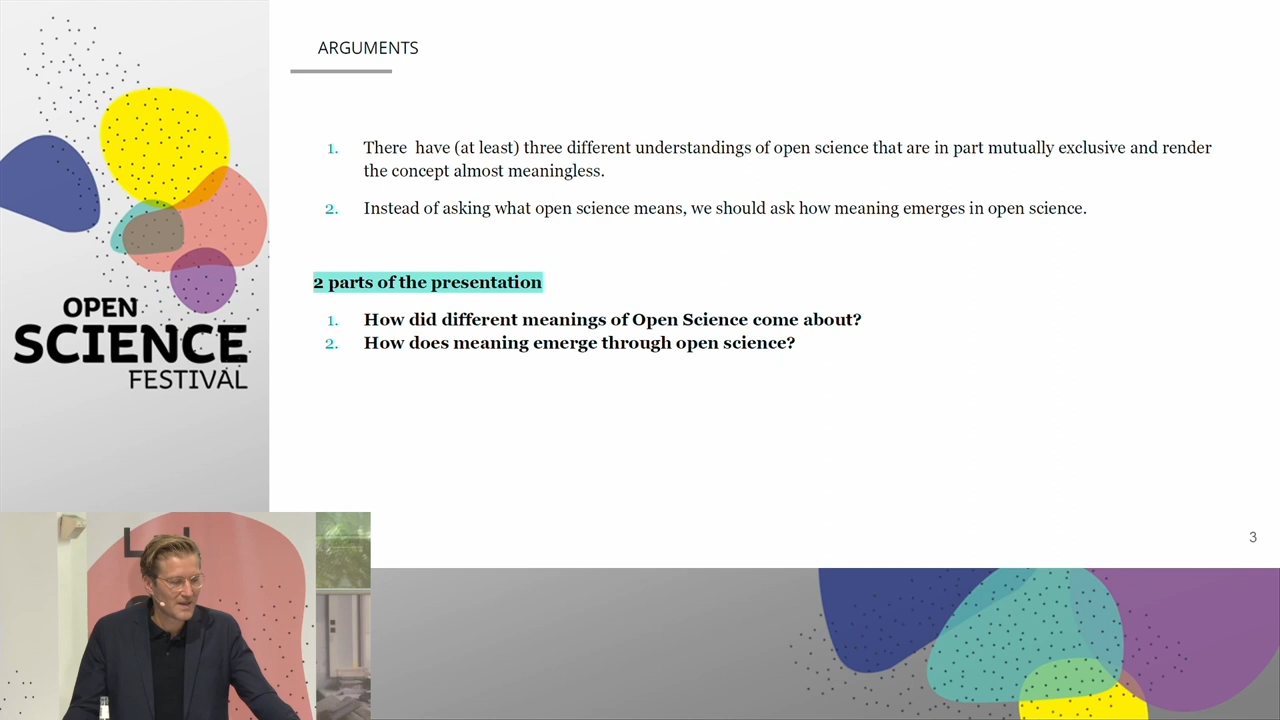 ARGUMENTS
1. There have (at least) three different understandings of open science that are in part mutually exclusive and render
the concept almost meaningless.
2. Instead of asking what open science means, we should ask how meaning emerges in open science.
2 parts of the presentation
1. How did different meanings of Open Science come about?
2. How does meaning emerge through open science?
OPEN
SCIENCE
FESTIVAL
3